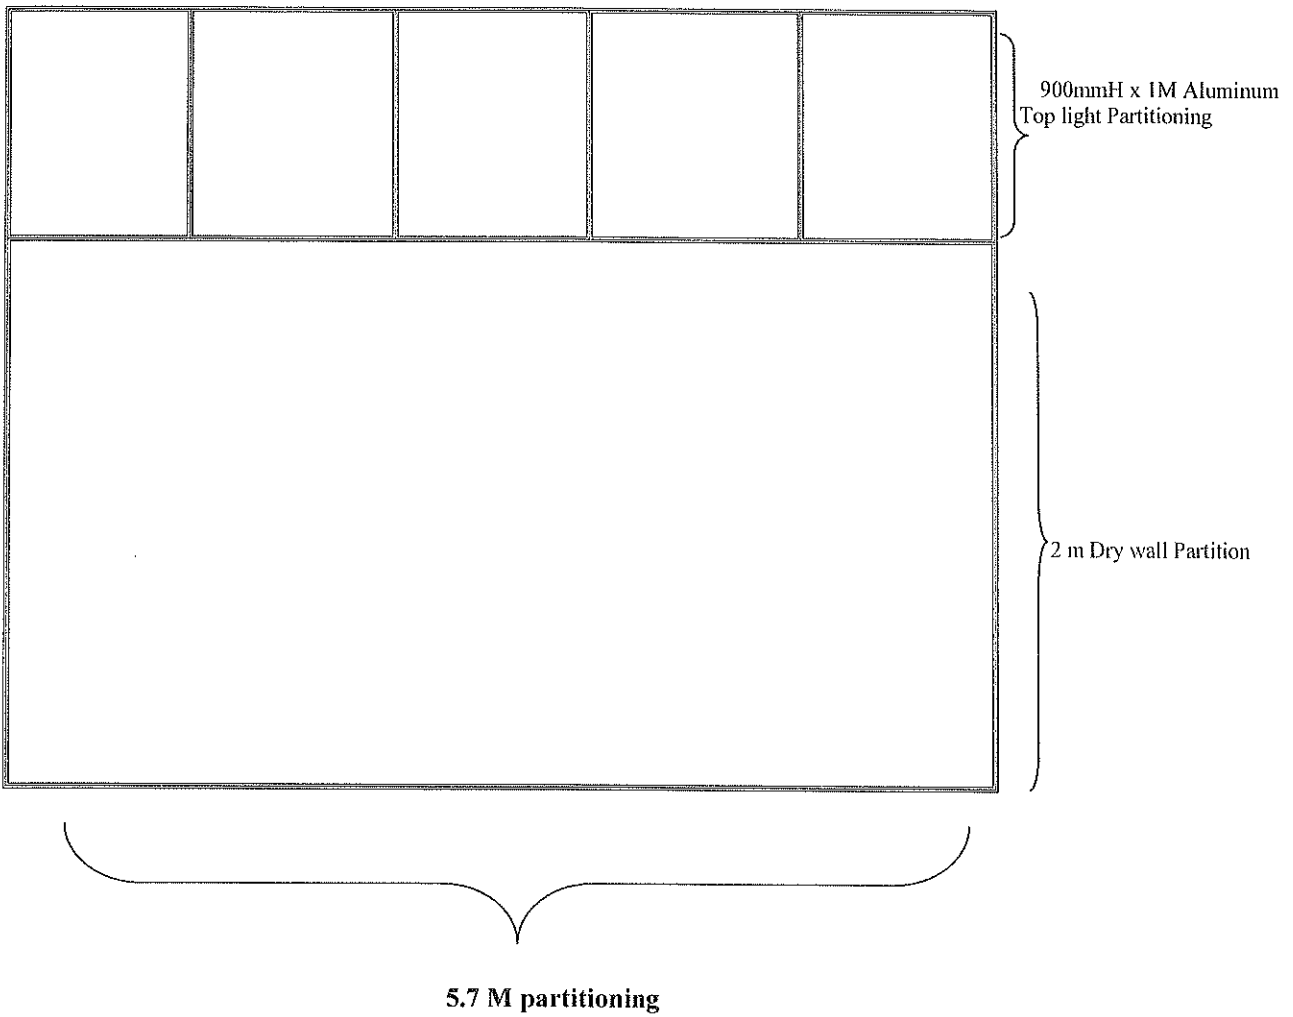 900mmH x 1M Aluminum
Top light Partitioning
2 m Dry wall Partition
5.7 M partitioning